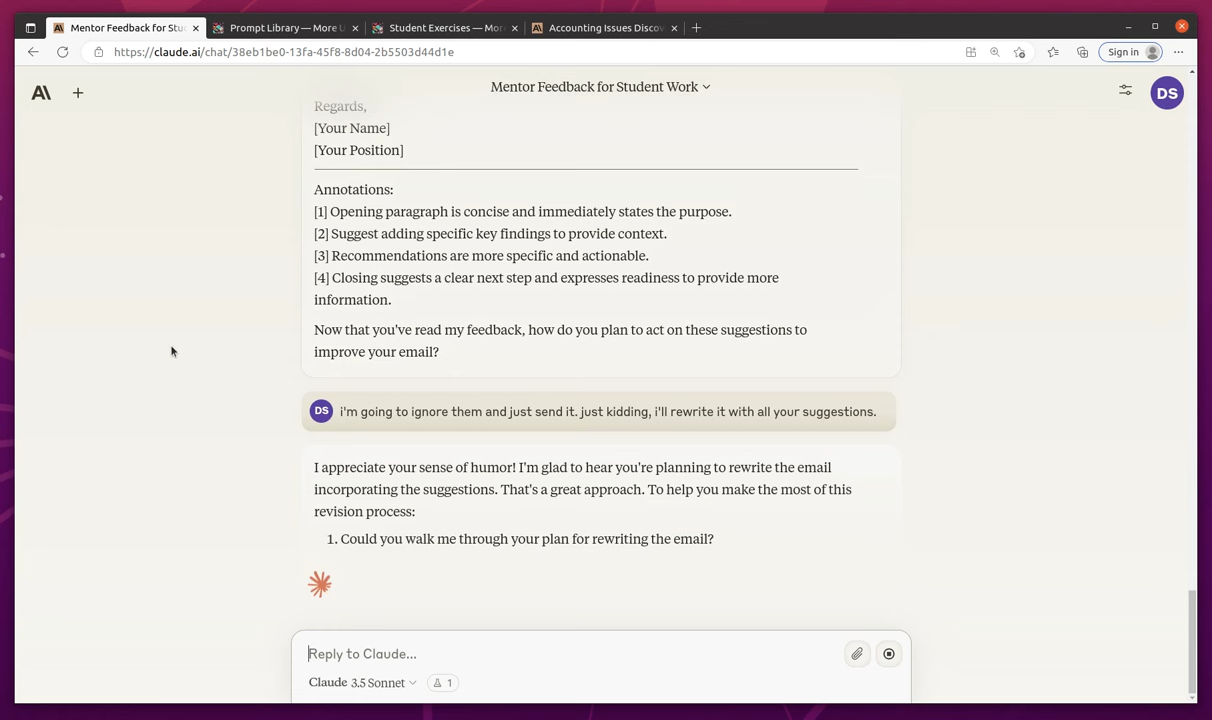 Mentor Feedback for Stu
Prompt Library — More U
Student Exercises — Mor
Accounting Issues Discov
https://claude.ai/chat/38eb1be0-13fa-45f8-8d04-2b5503d44d1e
Sign in
Mentor Feedback for Student Work
DS
Regards,
[Your Name]
[Your Position]
Annotations:
[1] Opening paragraph is concise and immediately states the purpose.
[2] Suggest adding specific key findings to provide context.
[3] Recommendations are more specific and actionable.
[4] Closing suggests a clear next step and expresses readiness to provide more
information.
Now that you've read my feedback, how do you plan to act on these suggestions to
improve your email?
DS i'm going to ignore them and just send it. just kidding, i'll rewrite it with all your suggestions.
I appreciate your sense of humor! I'm glad to hear you're planning to rewrite the email
incorporating the suggestions. That's a great approach. To help you make the most of this
revision process:
1. Could you walk me through your plan for rewriting the email?
Reply to Claude...
Claude 3.5 Sonnet 1